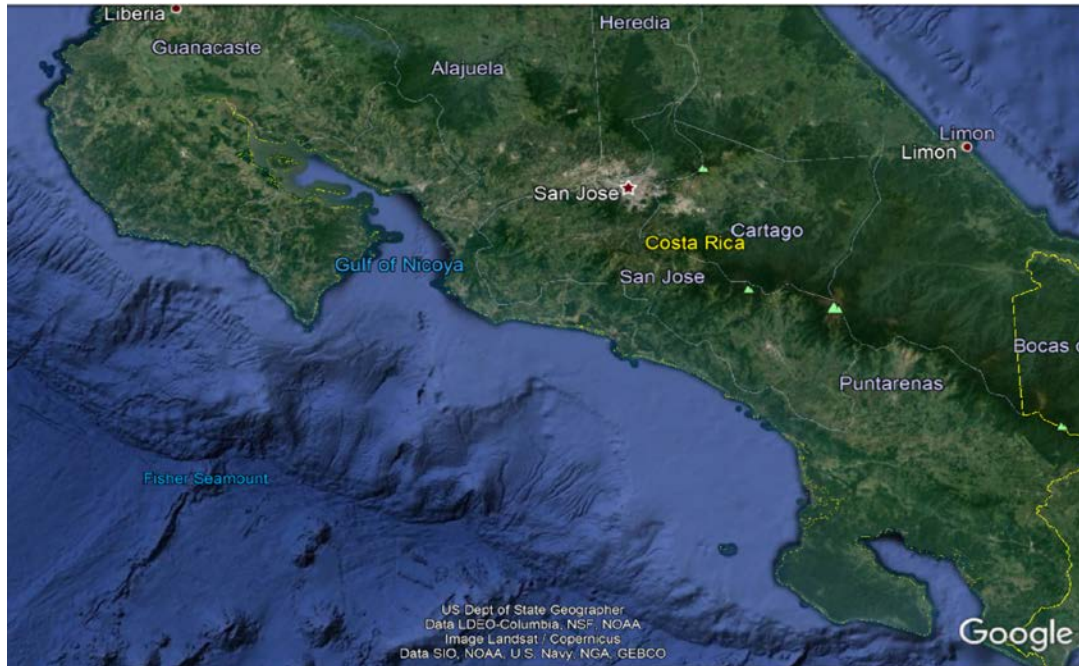 Liberia
Heredia
Guanacaste
Alajuela
Limon
Limon
San Jose
Cartago
Costa Rica
Gulf of Nicoya
San Jose
Bocas
Puntarenas
Fisher Seamount
US Dept of State Geographer
Data LDEO-Columbia, NSF, NOAA
Image Landsat / Copernicus
Data SIO, NOAA, U.S. Navy, NGA, GEBCO
Google